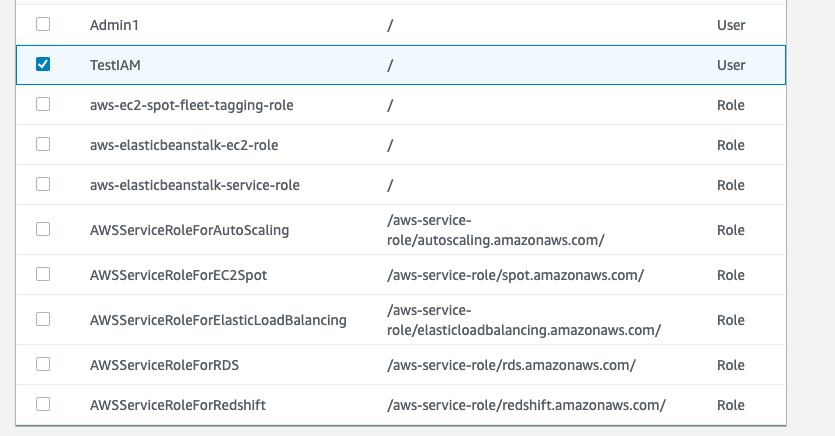 Admin1 / User
TestIAM / User
aws-ec2-spot-fleet-tagging-role / Role
aws-elasticbeanstalk-ec2-role / Role
aws-elasticbeanstalk-service-role / Role
AWSServiceRoleForAutoScaling /aws-service-role/autoscaling.amazonaws.com/ Role
AWSServiceRoleForEC2Spot /aws-service-role/spot.amazonaws.com/ Role
AWSServiceRoleForElasticLoadBalancing /aws-service-role/elasticloadbalancing.amazonaws.com/ Role
AWSServiceRoleForRDS /aws-service-role/rds.amazonaws.com/ Role
AWSServiceRoleForRedshift /aws-service-role/redshift.amazonaws.com/ Role